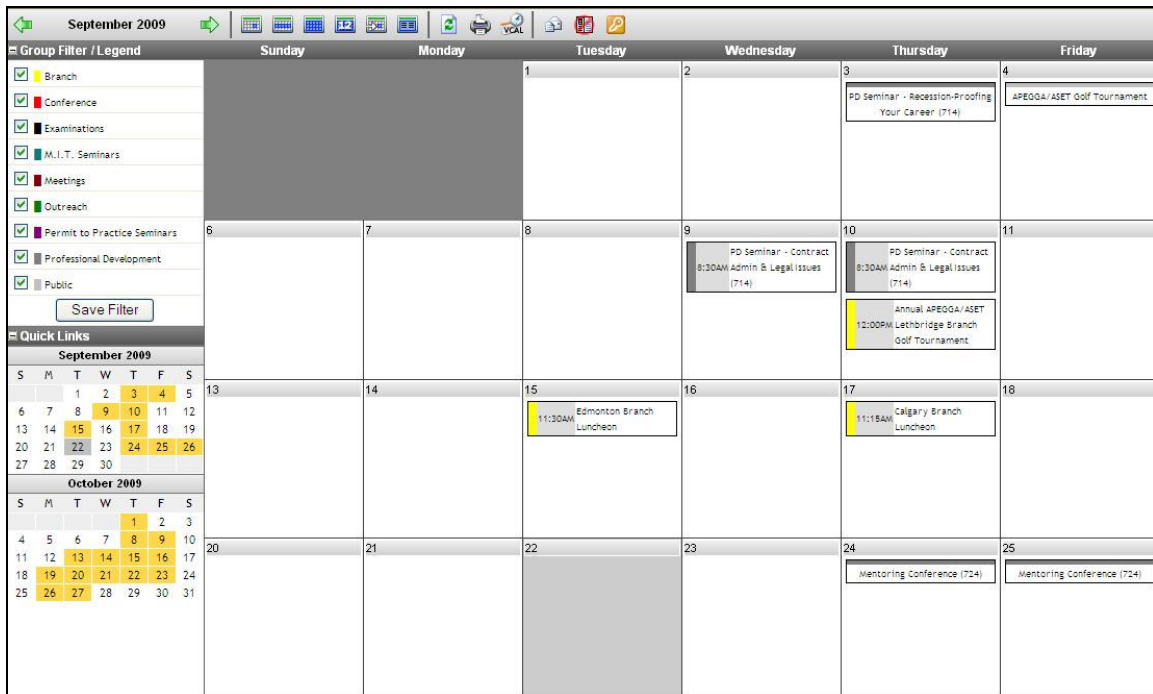 September 2009
12
VCAL
Group Filter / Legend
Branch
Conference
Examinations
M.I.T. Seminars
Meetings
Outreach
Permit to Practice Seminars
Professional Development
Public
Save Filter
Quick Links
September 2009
S M T W T F S
1 2 3 4 5
6 7 8 9 10 11 12
13 14 15 16 17 18 19
20 21 22 23 24 25 26
27 28 29 30
October 2009
S M T W T F S
1 2 3
4 5 6 7 8 9 10
11 12 13 14 15 16 17
18 19 20 21 22 23 24
25 26 27 28 29 30 31
Sunday Monday Tuesday Wednesday Thursday Friday
1 2 3 4
PD Seminar - Recession-Proofing
Your Career (714)
APEGGA/ASET Golf Tournament
6 7 8 9 10 11
PD Seminar - Contract
8:30AM Admin & Legal Issues
(714)
PD Seminar - Contract
8:30AM Admin & Legal Issues
(714)
Annual APEGGA/ASET
12:00PM Lethbridge Branch
Golf Tournament
13 14 15 16 17 18
11:30AM Edmonton Branch
Luncheon
11:15AM Calgary Branch
Luncheon
20 21 22 23 24 25
Mentoring Conference (724)
Mentoring Conference (724)